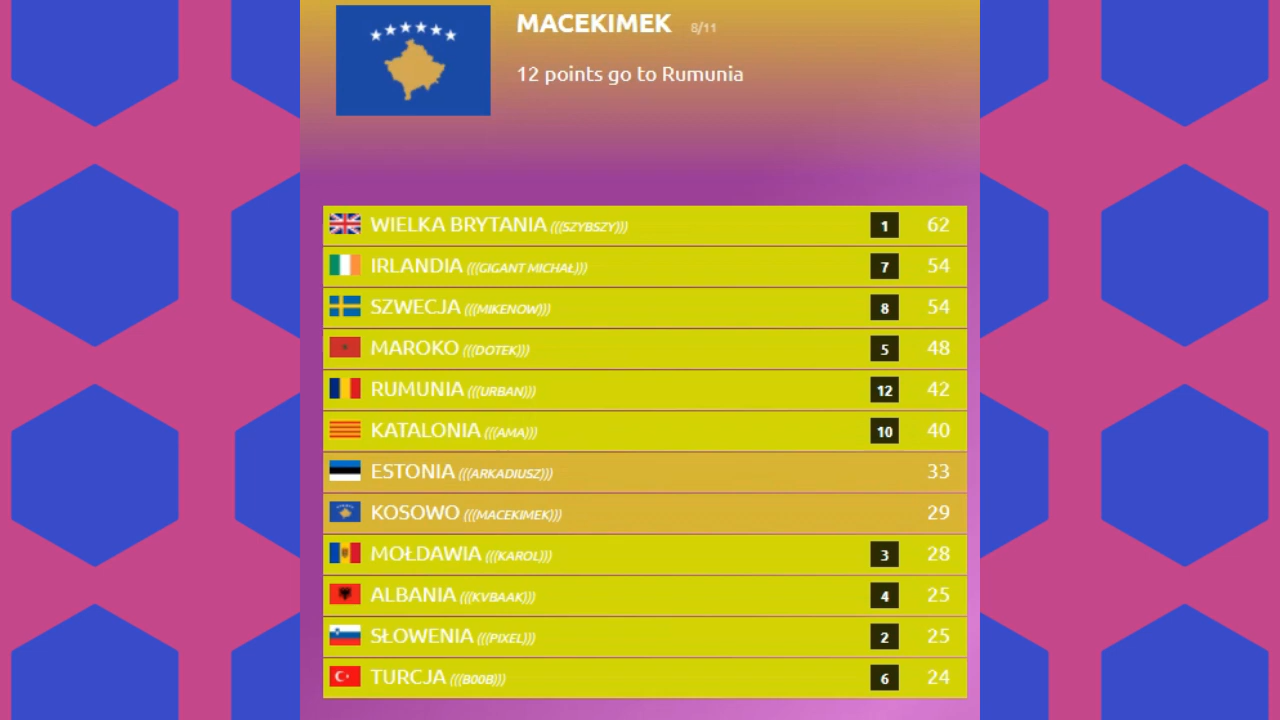 MACEKIMEK 8/11
12 points go to Rumunia
WIELKA BRYTANIA (((SZYBSZY))) 1 62
IRLANDIA (((GIGANT MICHAŁ))) 7 54
SZWECJA (((MIKENOW))) 8 54
MAROKO (((DOTEK))) 5 48
RUMUNIA (((URBAN))) 12 42
KATALONIA (((AMA))) 10 40
ESTONIA (((ARKADIUSZ))) 33
KOSOWO (((MACEKIMEK))) 29
MOŁDAWIA (((KAROL))) 3 28
ALBANIA (((KVBAAK))) 4 25
SŁOWENIA (((PIXEL))) 2 25
TURCJA (((B00B))) 6 24